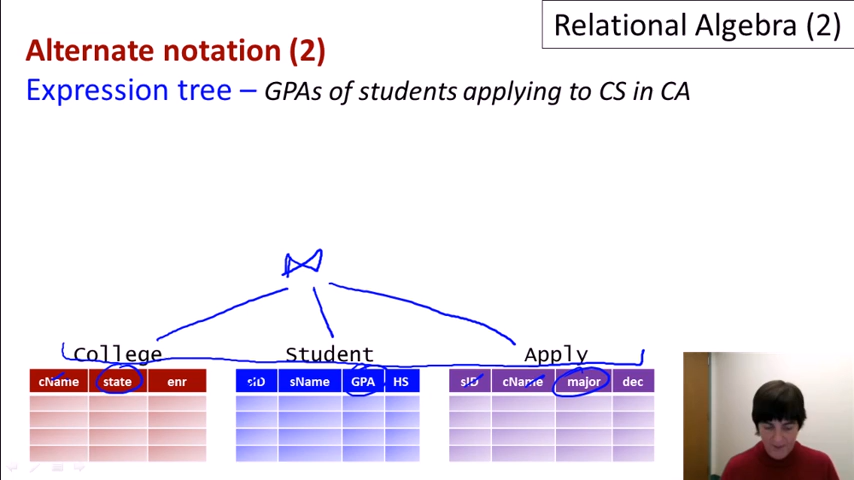 Relational Algebra (2)
Alternate notation (2)
Expression tree – GPAs of students applying to CS in CA
⋈
College Student Apply
cName state enr sID sName GPA HS sID cName major dec